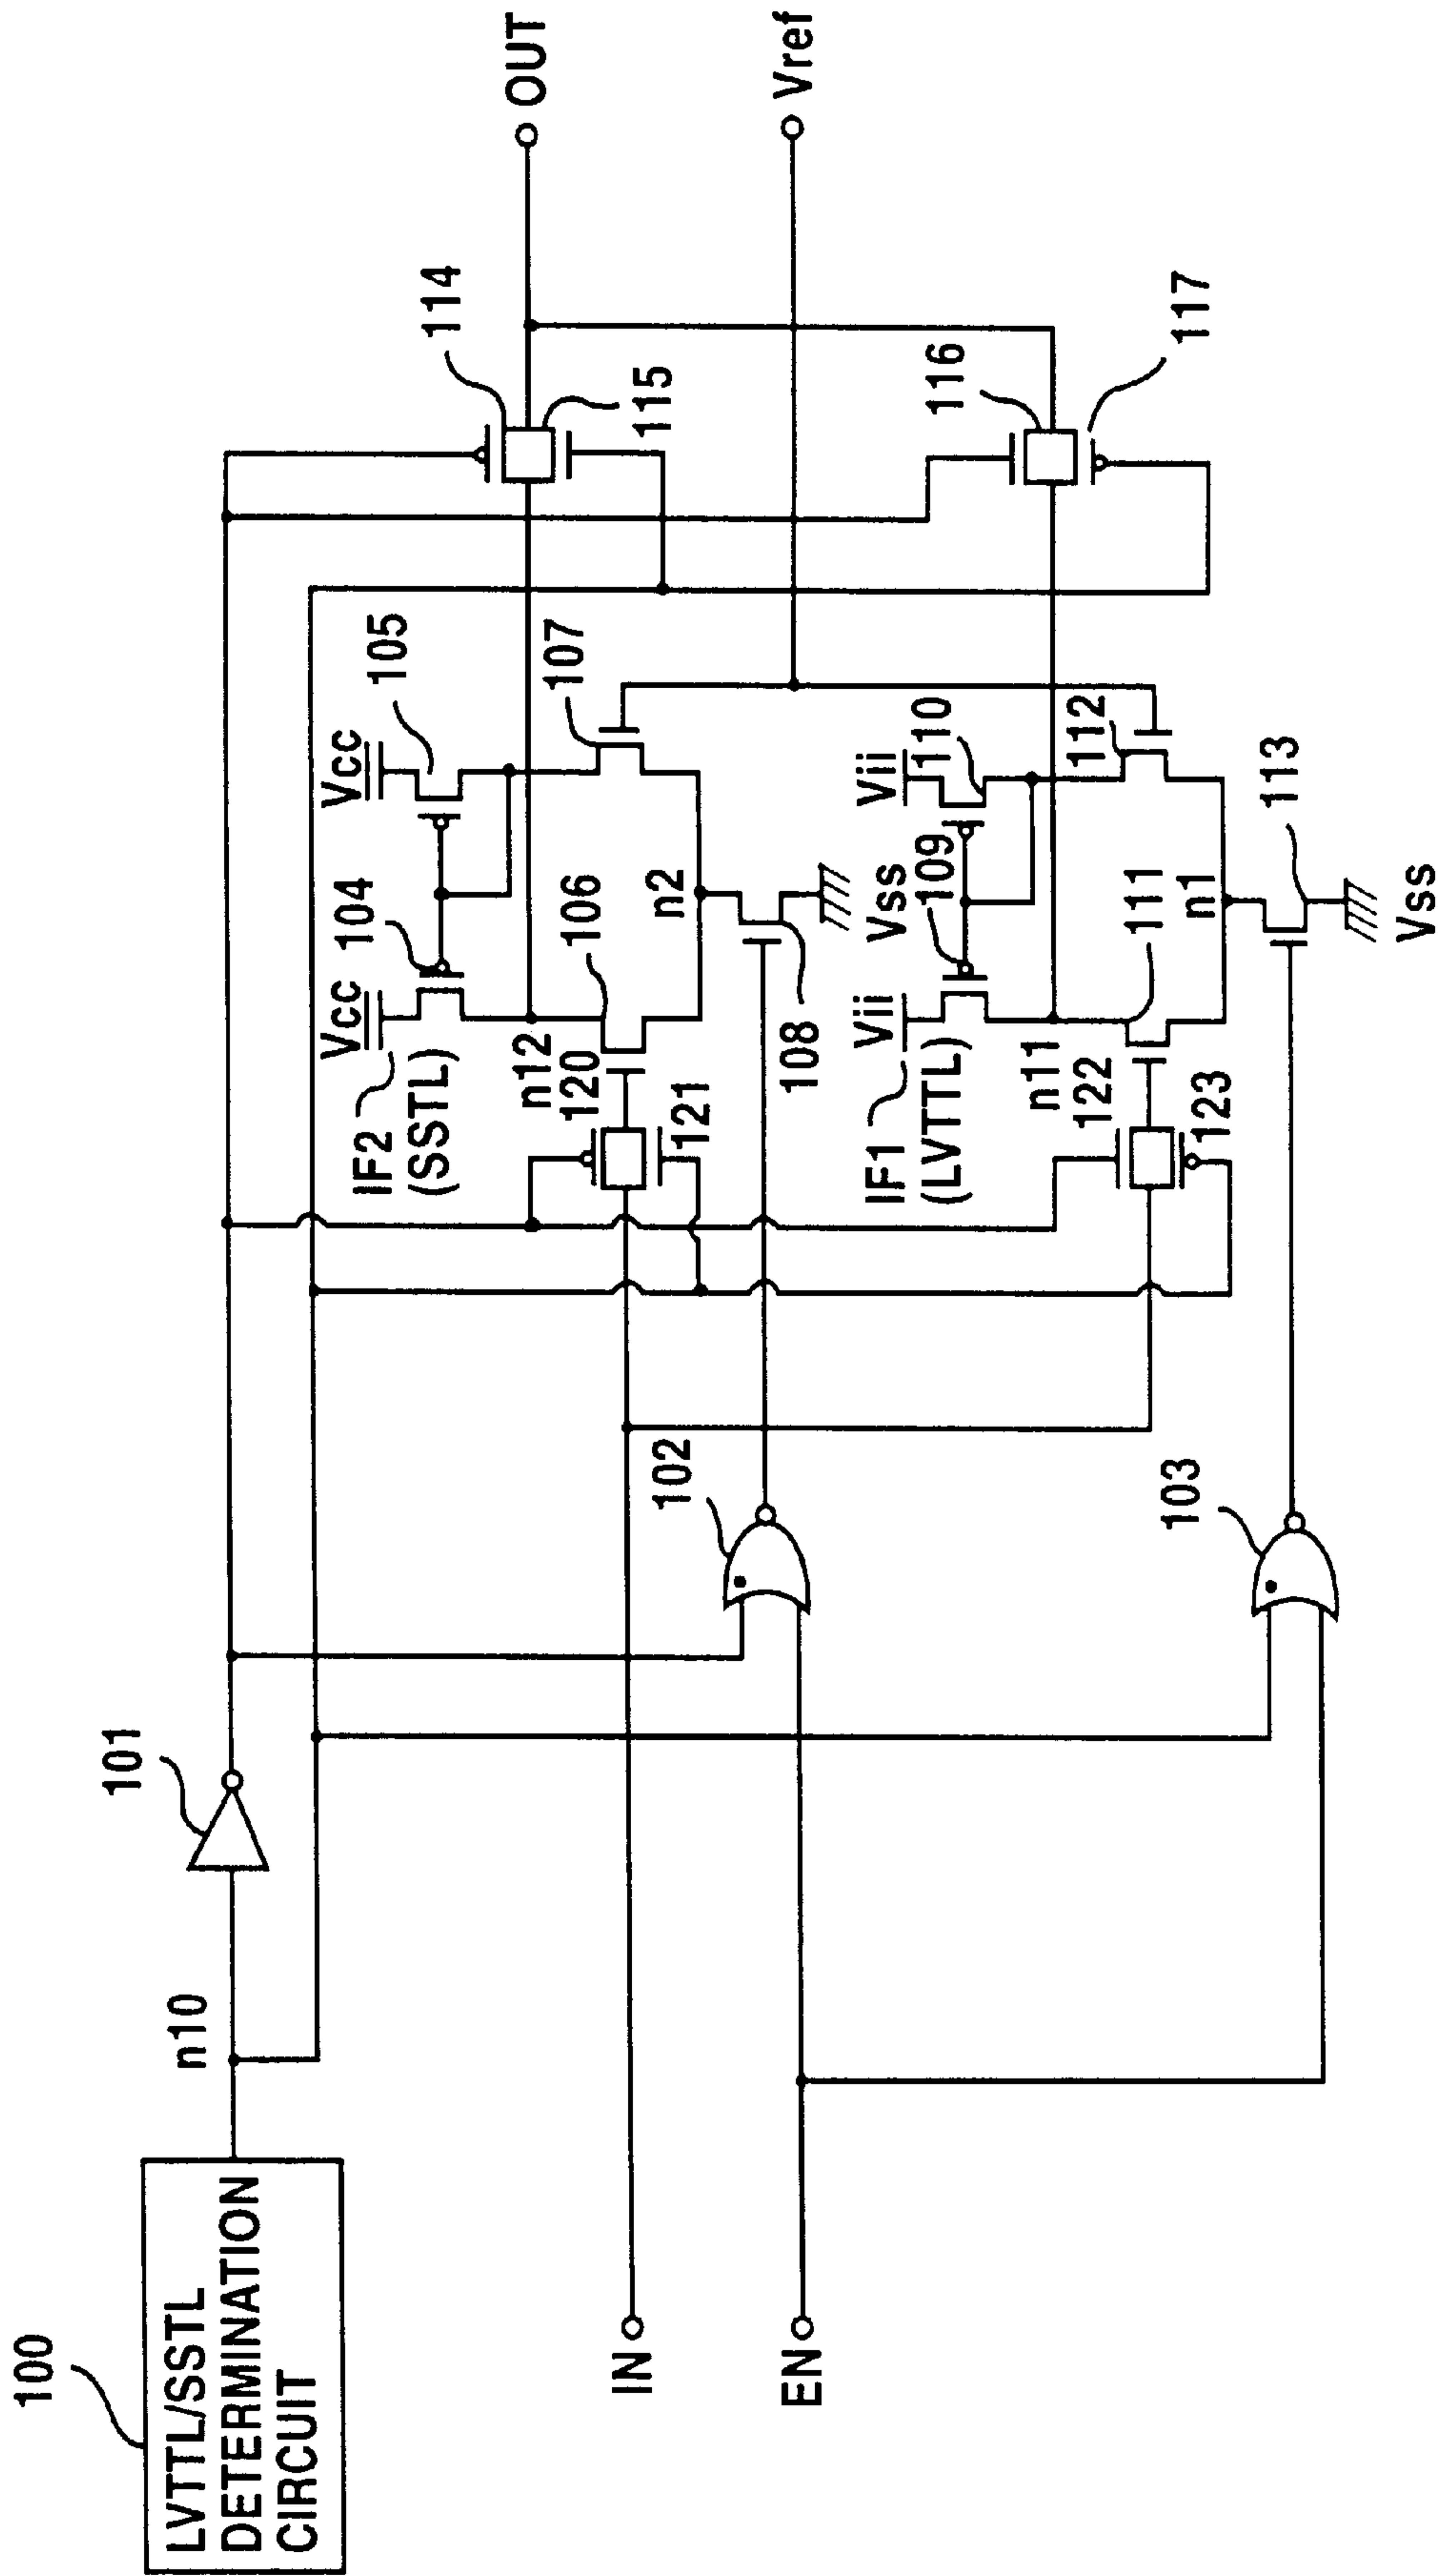 100
LVTTL/SSTL
DETERMINATION
CIRCUIT
n10
101
IN
EN
102
103
Vcc
Vcc
IF2
(SSTL)
104
105
n12
120
121
106
107
n2
108
Vss
Vii
Vii
IF1
(LVTTL)
109
110
n11
122
123
111
112
n1
113
Vss
114
115
116
117
OUT
Vref